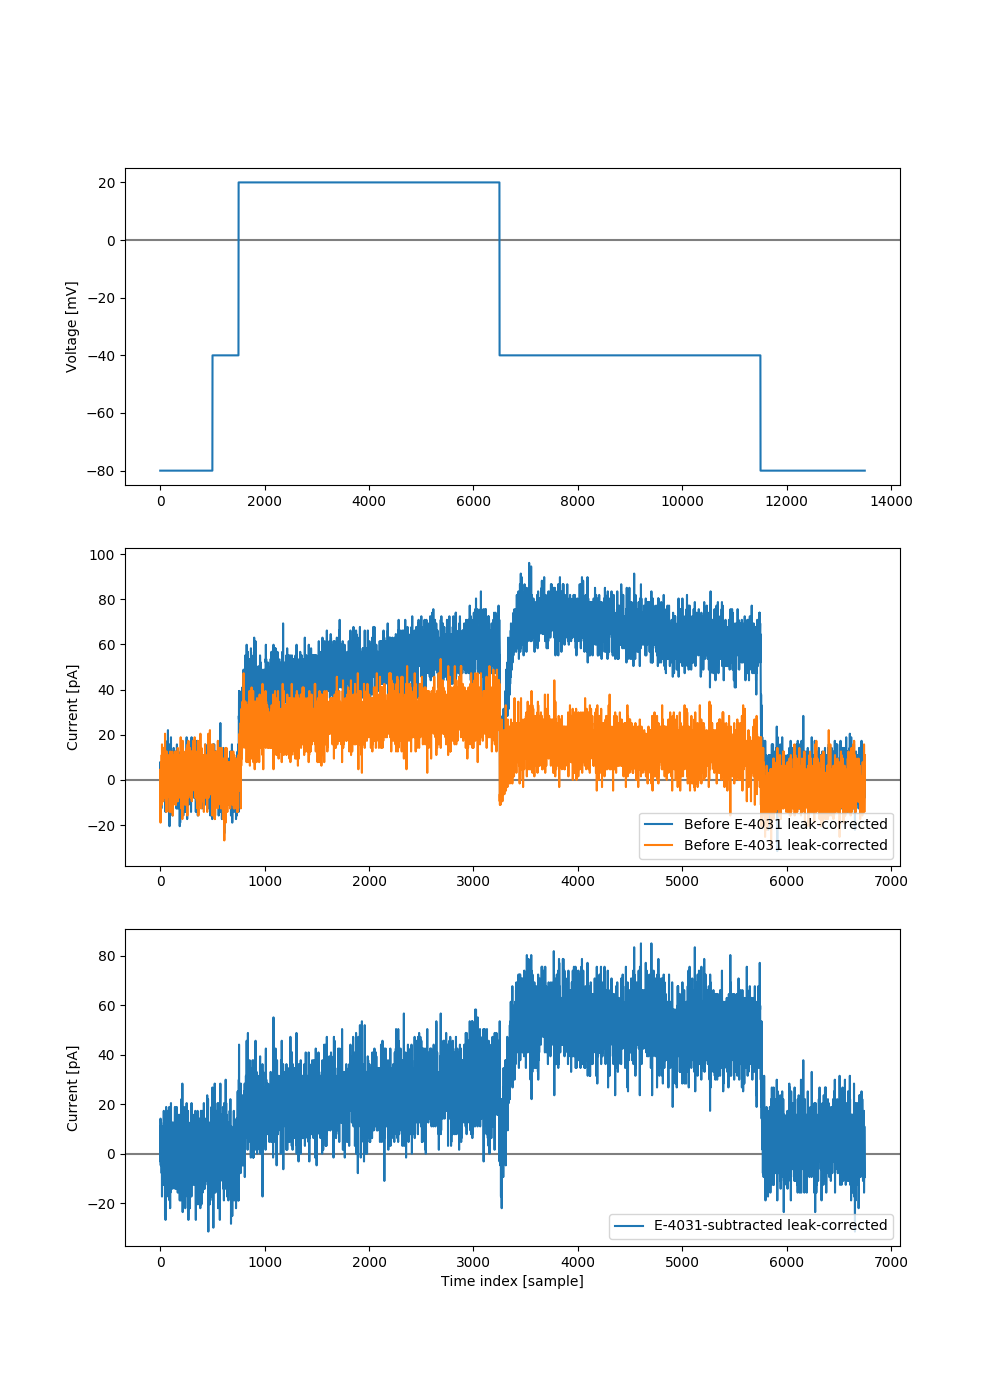 20
0
−20
−40
−60
−80
Voltage [mV]
0 2000 4000 6000 8000 10000 12000 14000
100
80
60
40
20
0
−20
Current [pA]
Before E-4031 leak-corrected
Before E-4031 leak-corrected
0 1000 2000 3000 4000 5000 6000 7000
80
60
40
20
0
−20
Current [pA]
E-4031-subtracted leak-corrected
0 1000 2000 3000 4000 5000 6000 7000
Time index [sample]